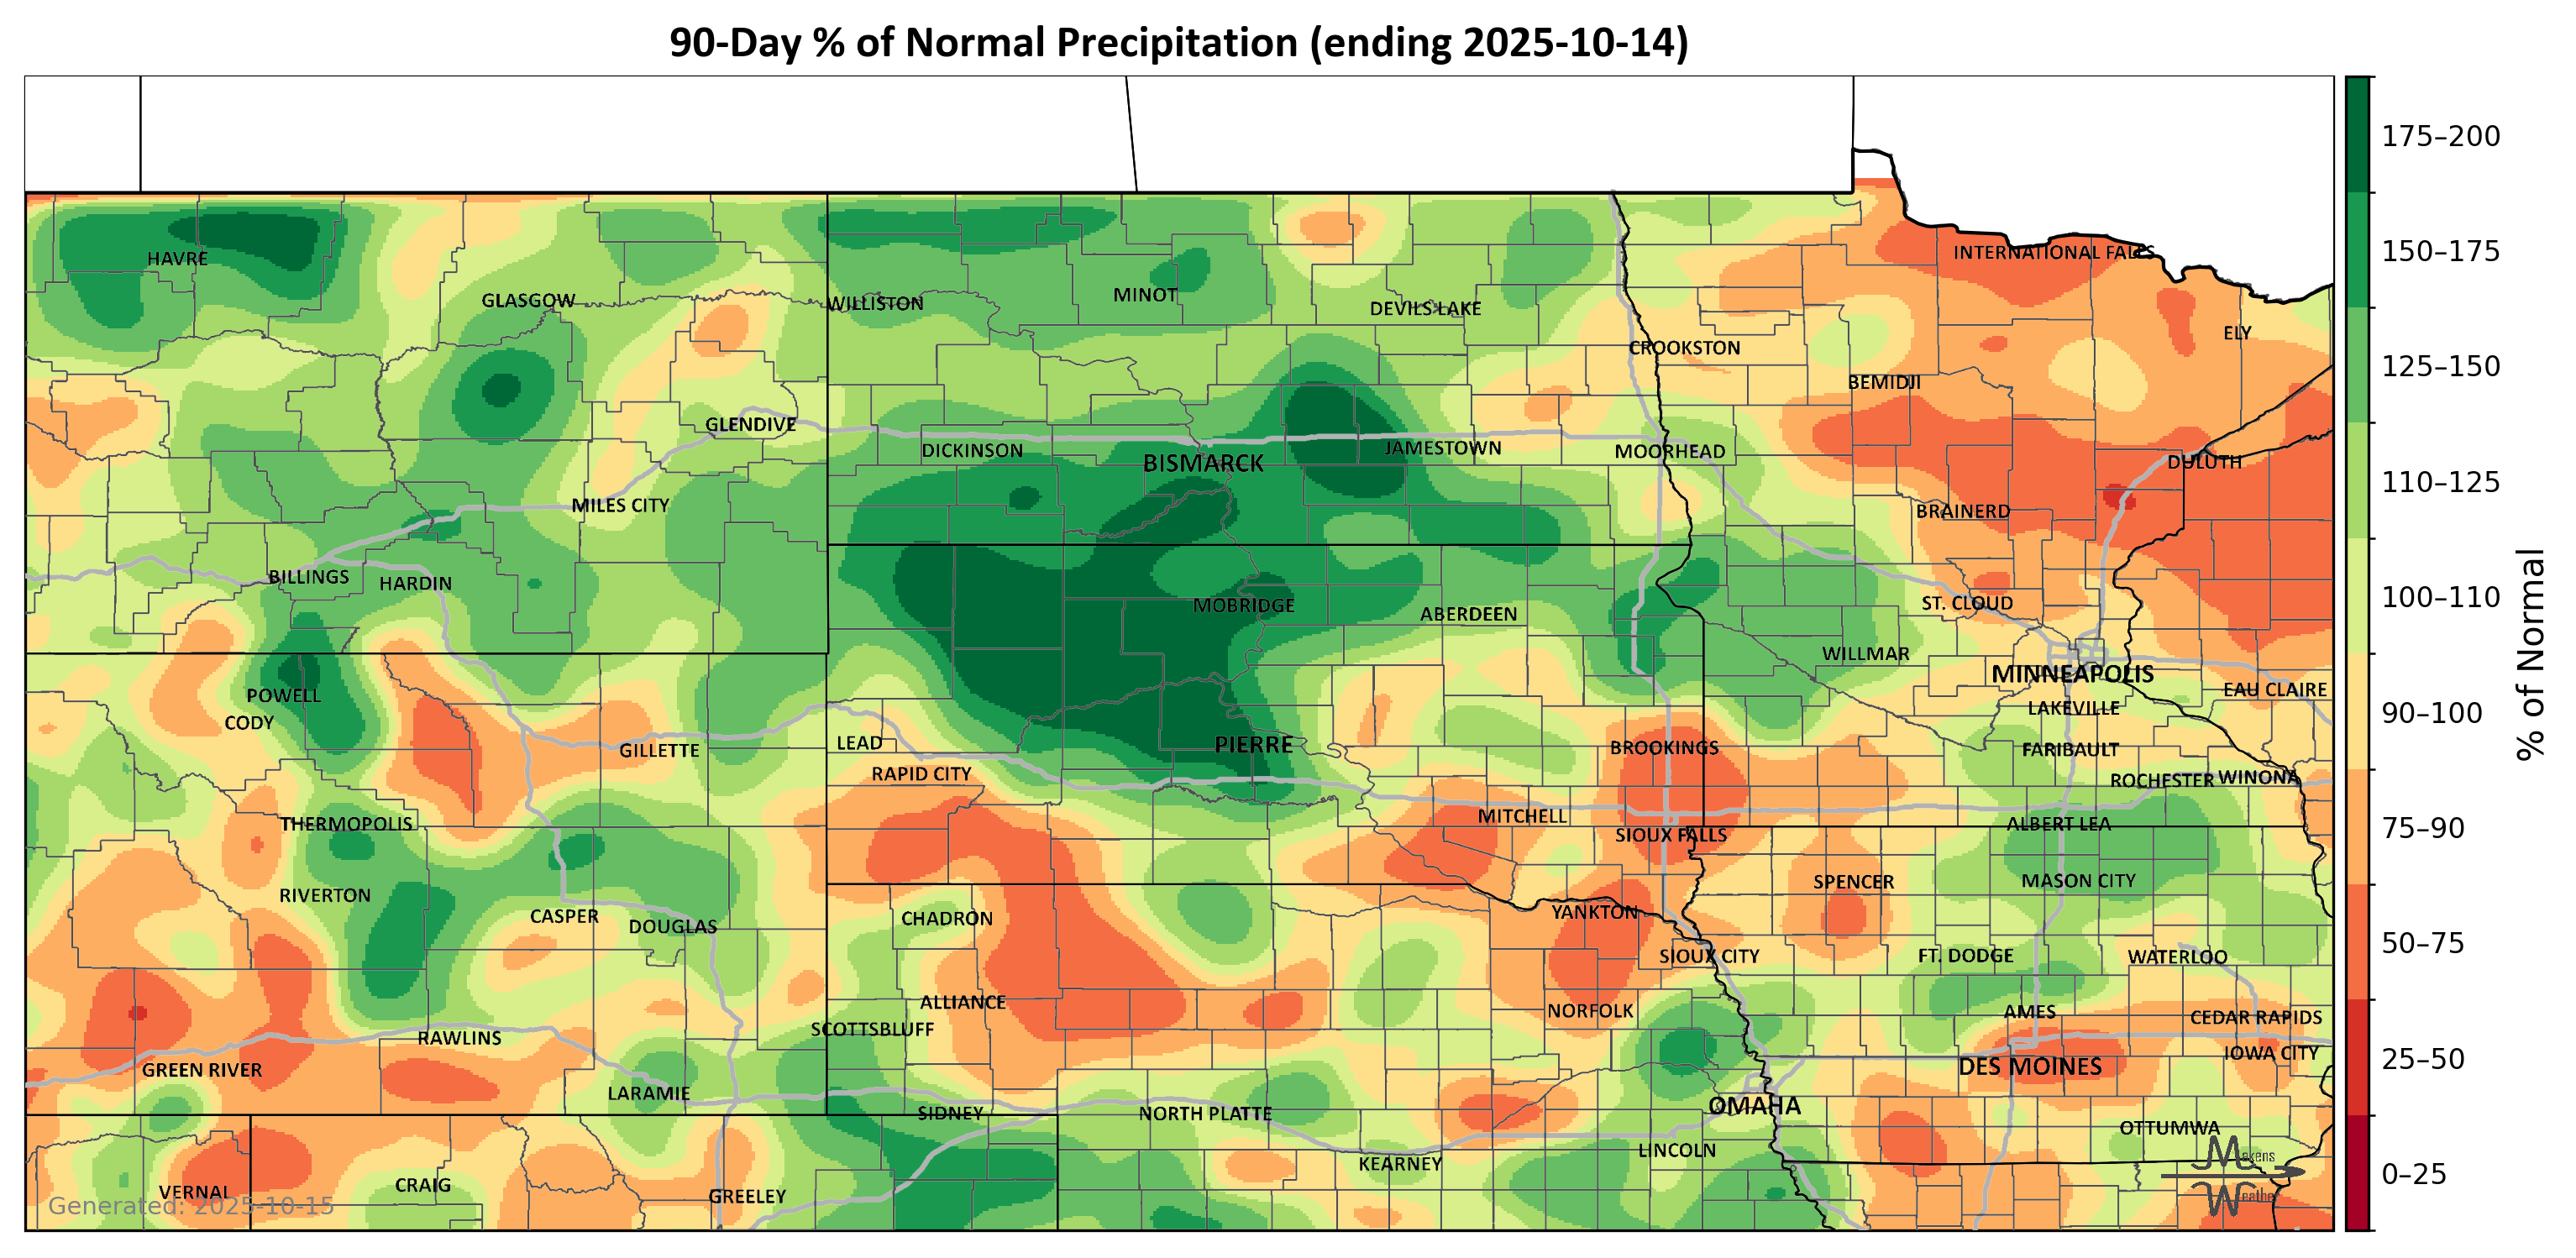 90-Day % of Normal Precipitation (ending 2025-10-14)
175–200
INTERNATIONAL FALLS
HAVRE
150–175
GLASGOW
WILLISTON
MINOT
DEVILS LAKE
ELY
CROOKSTON
125–150
BEMIDJI
GLENDIVE
DICKINSON
BISMARCK
JAMESTOWN
MOORHEAD
DULUTH
110–125
MILES CITY
BRAINERD
BILLINGS
HARDIN
MOBRIDGE
ABERDEEN
ST. CLOUD
100–110
WILLMAR
MINNEAPOLIS
POWELL
EAU CLAIRE
CODY
LAKEVILLE
90–100
% of Normal
GILLETTE
LEAD
PIERRE
BROOKINGS
FARIBAULT
RAPID CITY
ROCHESTER
WINONA
THERMOPOLIS
MITCHELL
SIOUX FALLS
ALBERT LEA
75–90
RIVERTON
SPENCER
MASON CITY
CASPER
DOUGLAS
CHADRON
YANKTON
SIOUX CITY
FT. DODGE
WATERLOO
50–75
ALLIANCE
NORFOLK
AMES
CEDAR RAPIDS
SCOTTSBLUFF
RAWLINS
GREEN RIVER
DES MOINES
IOWA CITY
25–50
LARAMIE
SIDNEY
NORTH PLATTE
OMAHA
OTTUMWA
LINCOLN
KEARNEY
Makens
Weather
0–25
VERNAL
CRAIG
GREELEY
Generated: 2025-10-15